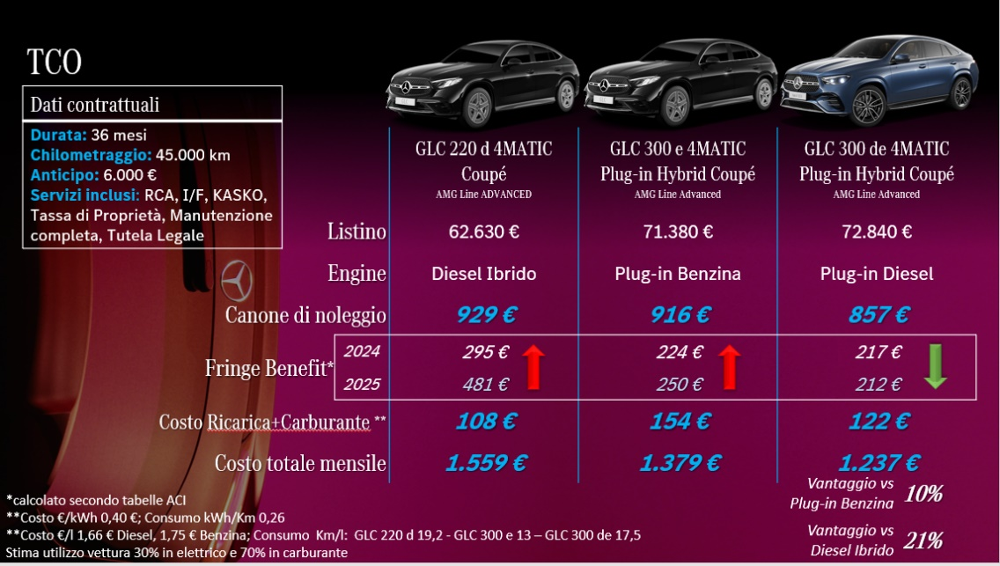 TCO
Dati contrattuali
Durata: 36 mesi
Chilometraggio: 45.000 km
Anticipo: 6.000 €
Servizi inclusi: RCA, I/F, KASKO,
Tassa di Proprietà, Manutenzione
completa, Tutela Legale
GLC 220 d 4MATIC
Coupé
AMG Line ADVANCED
GLC 300 e 4MATIC
Plug-in Hybrid Coupé
AMG Line Advanced
GLC 300 de 4MATIC
Plug-in Hybrid Coupé
AMG Line Advanced
Listino 62.630 € 71.380 € 72.840 €
Engine Diesel Ibrido Plug-in Benzina Plug-in Diesel
Canone di noleggio 929 € 916 € 857 €
Fringe Benefit*
2024 295 € 224 € 217 €
2025 481 € 250 € 212 €
Costo Ricarica+Carburante ** 108 € 154 € 122 €
Costo totale mensile 1.559 € 1.379 € 1.237 €
Vantaggio vs
Plug-in Benzina 10%
Vantaggio vs
Diesel Ibrido 21%
*calcolato secondo tabelle ACI
**Costo €/kWh 0,40 €; Consumo kWh/Km 0,26
**Costo €/l 1,66 € Diesel, 1,75 € Benzina; Consumo Km/l: GLC 220 d 19,2 - GLC 300 e 13 – GLC 300 de 17,5
Stima utilizzo vettura 30% in elettrico e 70% in carburante